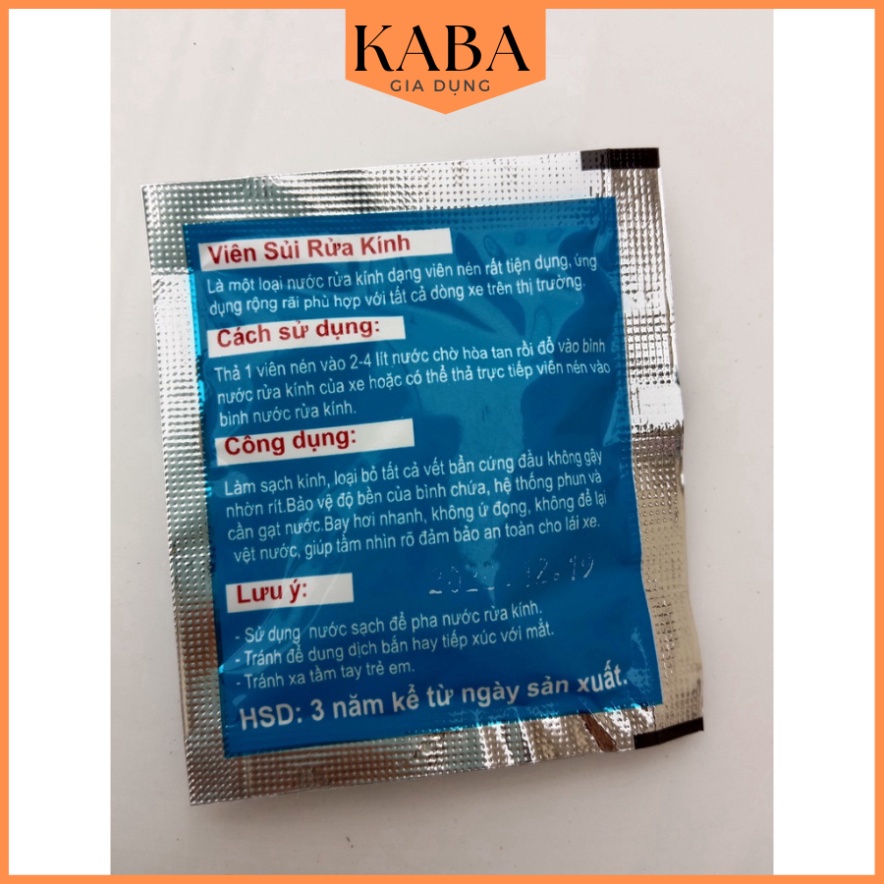 KABA
GIA DỤNG
Viên Sủi Rửa Kính
Là một loại nước rửa kính dạng viên nén rất tiện dụng, ứng
dụng rộng rãi phù hợp với tất cả dòng xe trên thị trường.
Cách sử dụng:
Thả 1 viên nén vào 2-4 lít nước chờ hòa tan rồi đổ vào bình
nước rửa kính của xe hoặc có thể thả trực tiếp viên nén vào
bình nước rửa kính.
Công dụng:
Làm sạch kính, loại bỏ tất cả vết bẩn cứng đầu không gây
nhờn rít.Bảo vệ độ bền của bình chứa, hệ thống phun và
cần gạt nước.Bay hơi nhanh, không ứ đọng, không để lại
vệt nước, giúp tầm nhìn rõ đảm bảo an toàn cho lái xe.
Lưu ý:
- Sử dụng nước sạch để pha nước rửa kính.
- Tránh để dung dịch bắn hay tiếp xúc với mắt.
- Tránh xa tầm tay trẻ em.
HSD: 3 năm kể từ ngày sản xuất.